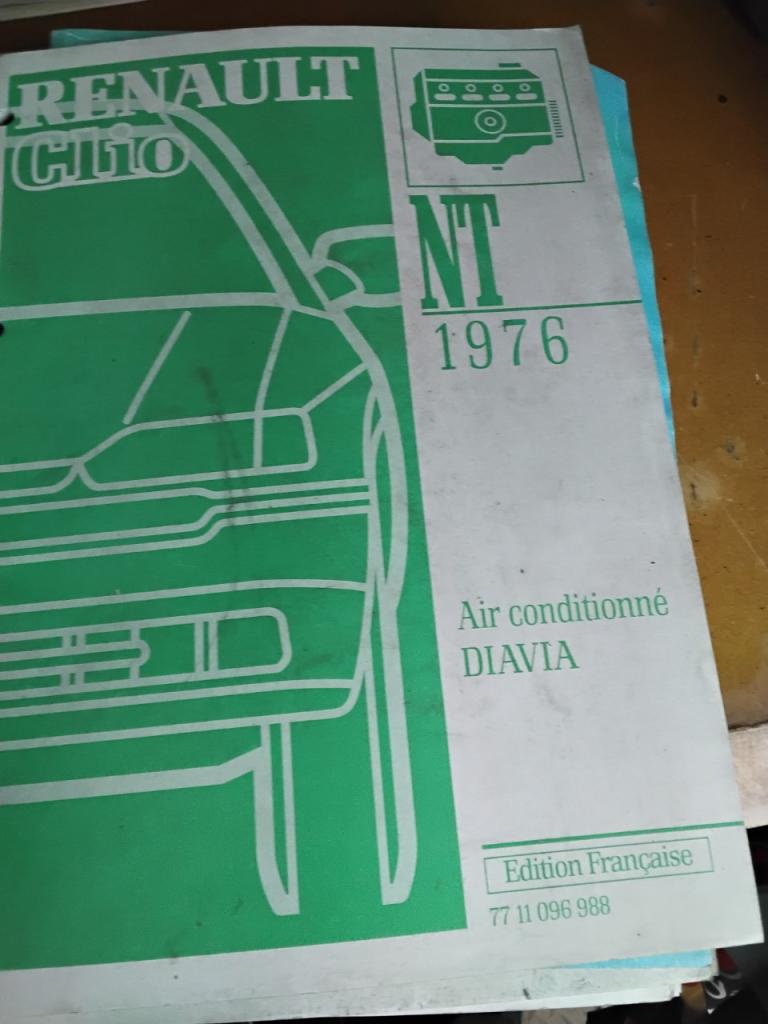 RENAULT
Clio
NT
1976
Air conditionné
DIAVIA
Edition Française
77 11 096 988